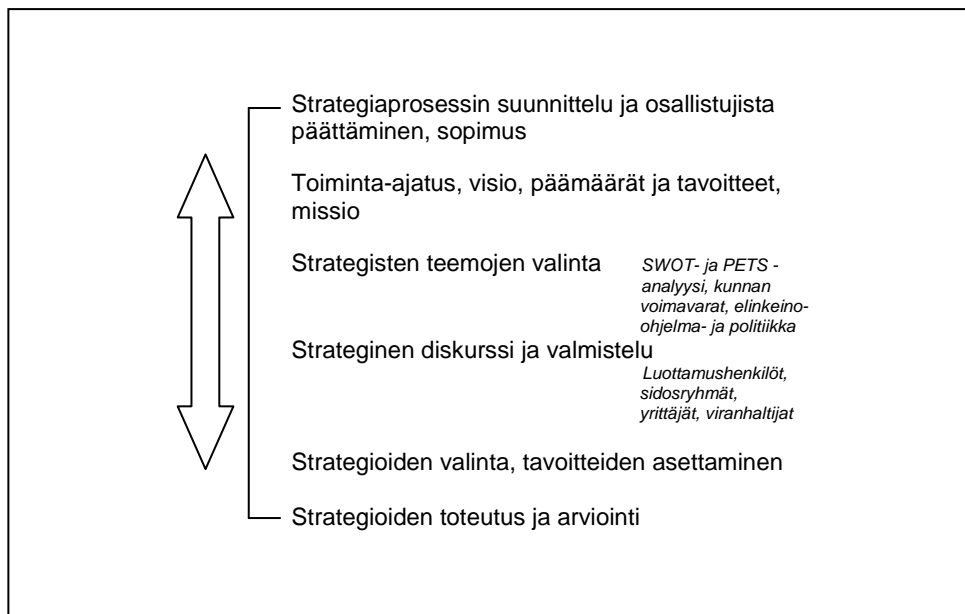 Strategiaprosessin suunnittelu ja osallistujista
päättäminen, sopimus
Toiminta-ajatus, visio, päämäärät ja tavoitteet,
missio
Strategisten teemojen valinta
SWOT- ja PETS -
analyysi, kunnan
voimavarat, elinkeino-
ohjelma- ja politiikka
Strateginen diskurssi ja valmistelu
Luottamushenkilöt,
sidosryhmät,
yrittäjät, viranhaltijat
Strategioiden valinta, tavoitteiden asettaminen
Strategioiden toteutus ja arviointi